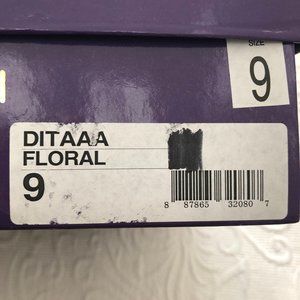 SIZE
9
DITAAA
FLORAL
9
8 87865 32080 7